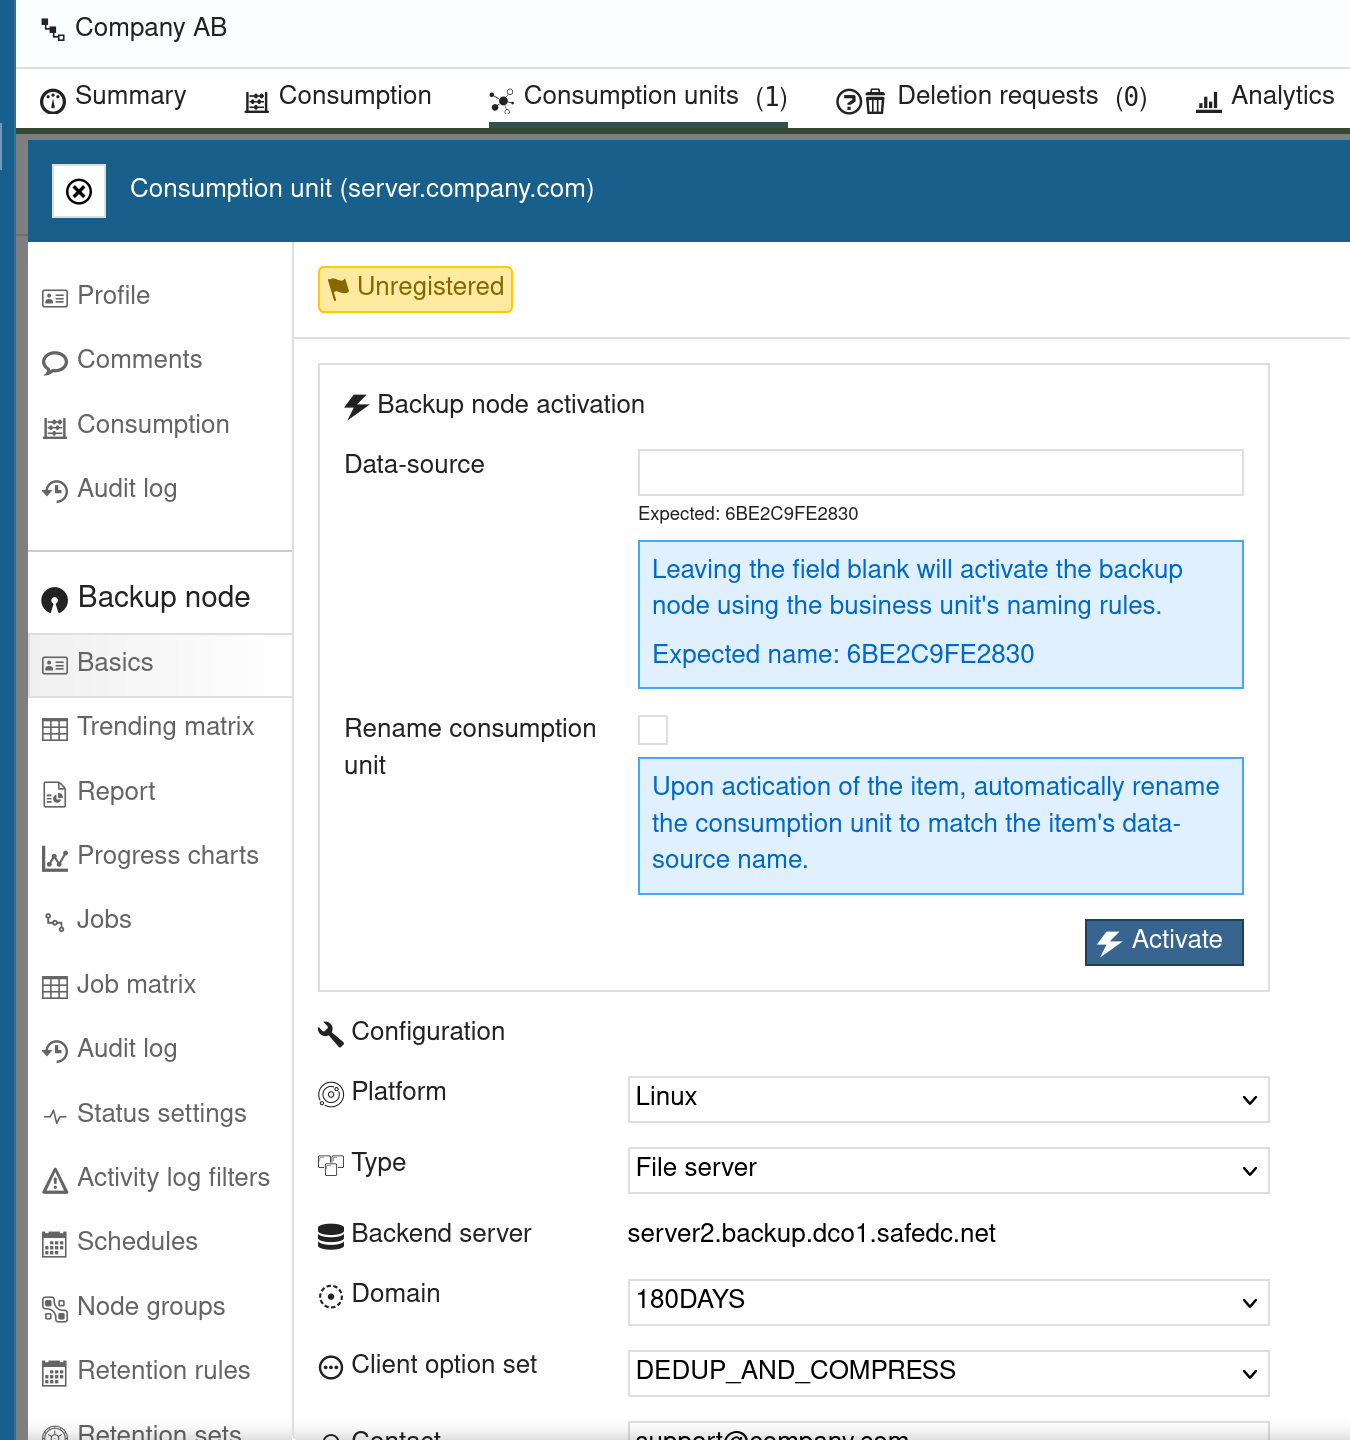 Company AB
Summary
Consumption
Consumption units (1)
Deletion requests (0)
Analytics
Consumption unit (server.company.com)
Profile
Comments
Consumption
Audit log
Backup node
Basics
Trending matrix
Report
Progress charts
Jobs
Job matrix
Audit log
Status settings
Activity log filters
Schedules
Node groups
Retention rules
Retention sets
Unregistered
Backup node activation
Data-source
Expected: 6BE2C9FE2830
Leaving the field blank will activate the backup
node using the business unit's naming rules.
Expected name: 6BE2C9FE2830
Rename consumption
unit
Upon actication of the item, automatically rename
the consumption unit to match the item's data-
source name.
Activate
Configuration
Platform
Linux
Type
File server
Backend server
server2.backup.dco1.safedc.net
Domain
180DAYS
Client option set
DEDUP_AND_COMPRESS
Contact
support@company.com